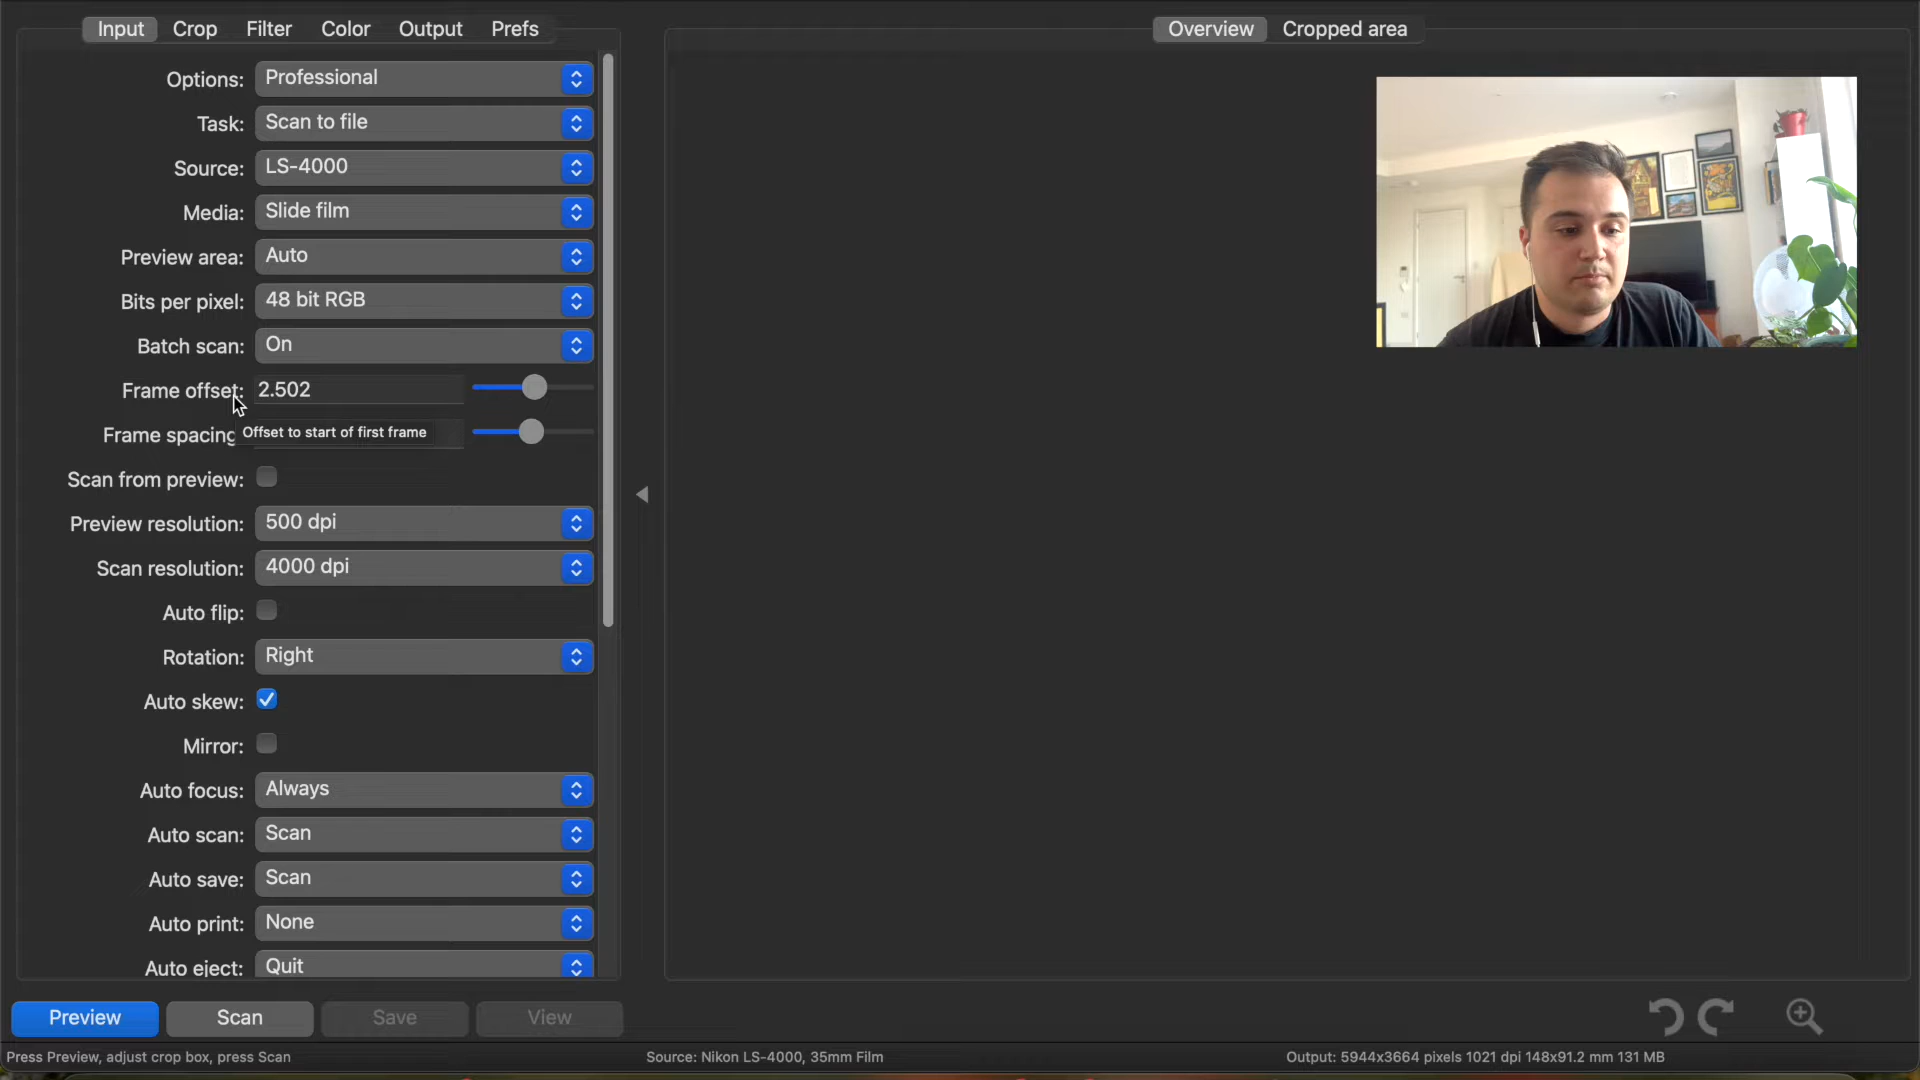 Input Crop Filter Color Output Prefs
Overview Cropped area
Options: Professional
Task: Scan to file
Source: LS-4000
Media: Slide film
Preview area: Auto
Bits per pixel: 48 bit RGB
Batch scan: On
Frame offset: 2.502
Offset to start of first frame
Frame spacing
Scan from preview:
Preview resolution: 500 dpi
Scan resolution: 4000 dpi
Auto flip:
Rotation: Right
Auto skew:
Mirror:
Auto focus: Always
Auto scan: Scan
Auto save: Scan
Auto print: None
Auto eject: Quit
Preview Scan Save View
Press Preview, adjust crop box, press Scan
Source: Nikon LS-4000, 35mm Film
Output: 5944x3664 pixels 1021 dpi 148x91.2 mm 131 MB